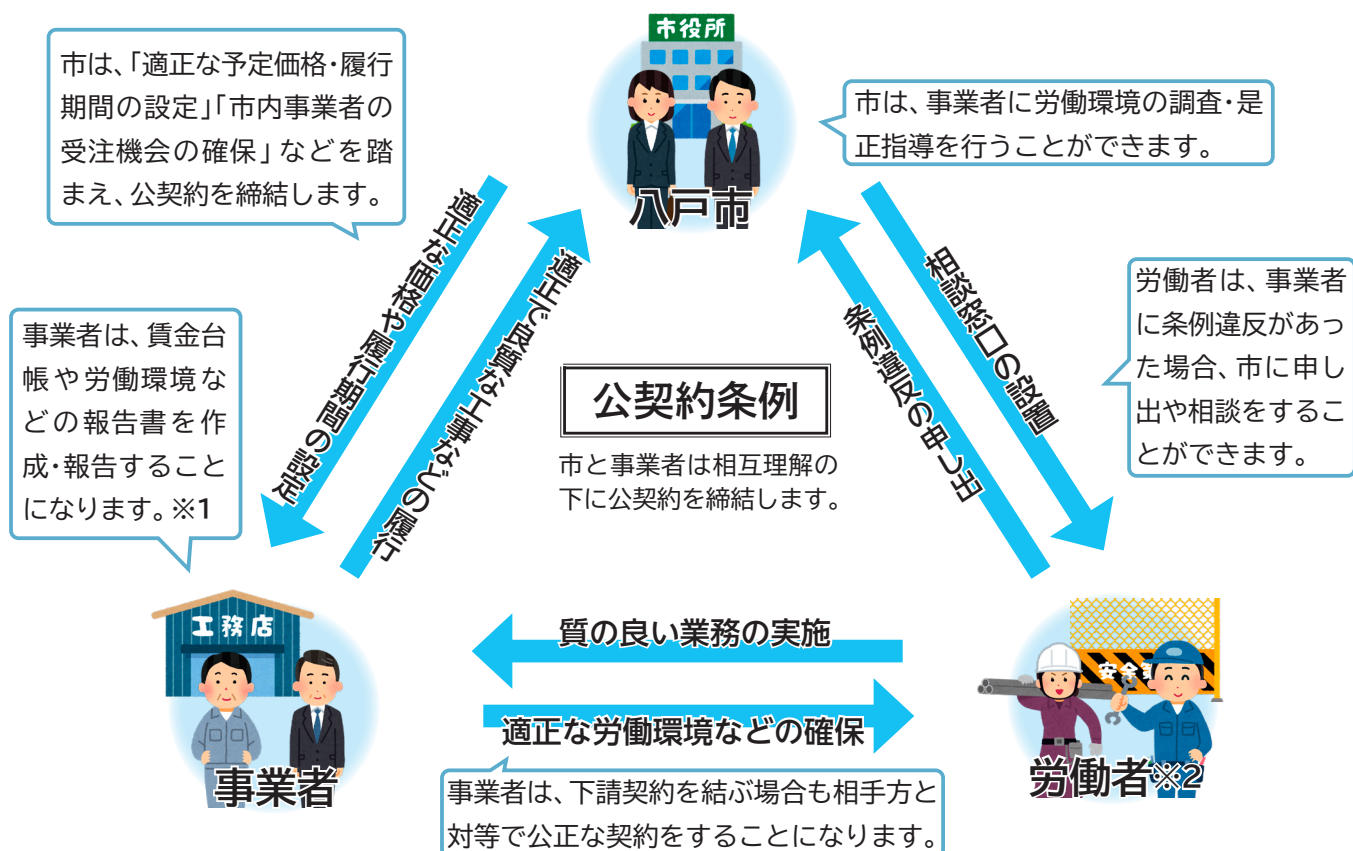 市役所
八戸市
市は、「適正な予定価格・履行
期間の設定」「市内事業者の
受注機会の確保」などを踏
まえ、公契約を締結します。
市は、事業者に労働環境の調査・是
正指導を行うことができます。
適正な価格や履行期間の設定
適正で良質な工事などの履行
条例違反の申し出
相談窓口の設置
事業者は、賃金台
帳や労働環境な
どの報告書を作
成・報告すること
になります。※1
公契約条例
市と事業者は相互理解の
下に公契約を締結します。
労働者は、事業者
に条例違反があっ
た場合、市に申し
出や相談をするこ
とができます。
工務店
事業者
質の良い業務の実施
適正な労働環境などの確保
事業者は、下請契約を結ぶ場合も相手方と
対等で公正な契約をすることになります。
安全
労働者※2